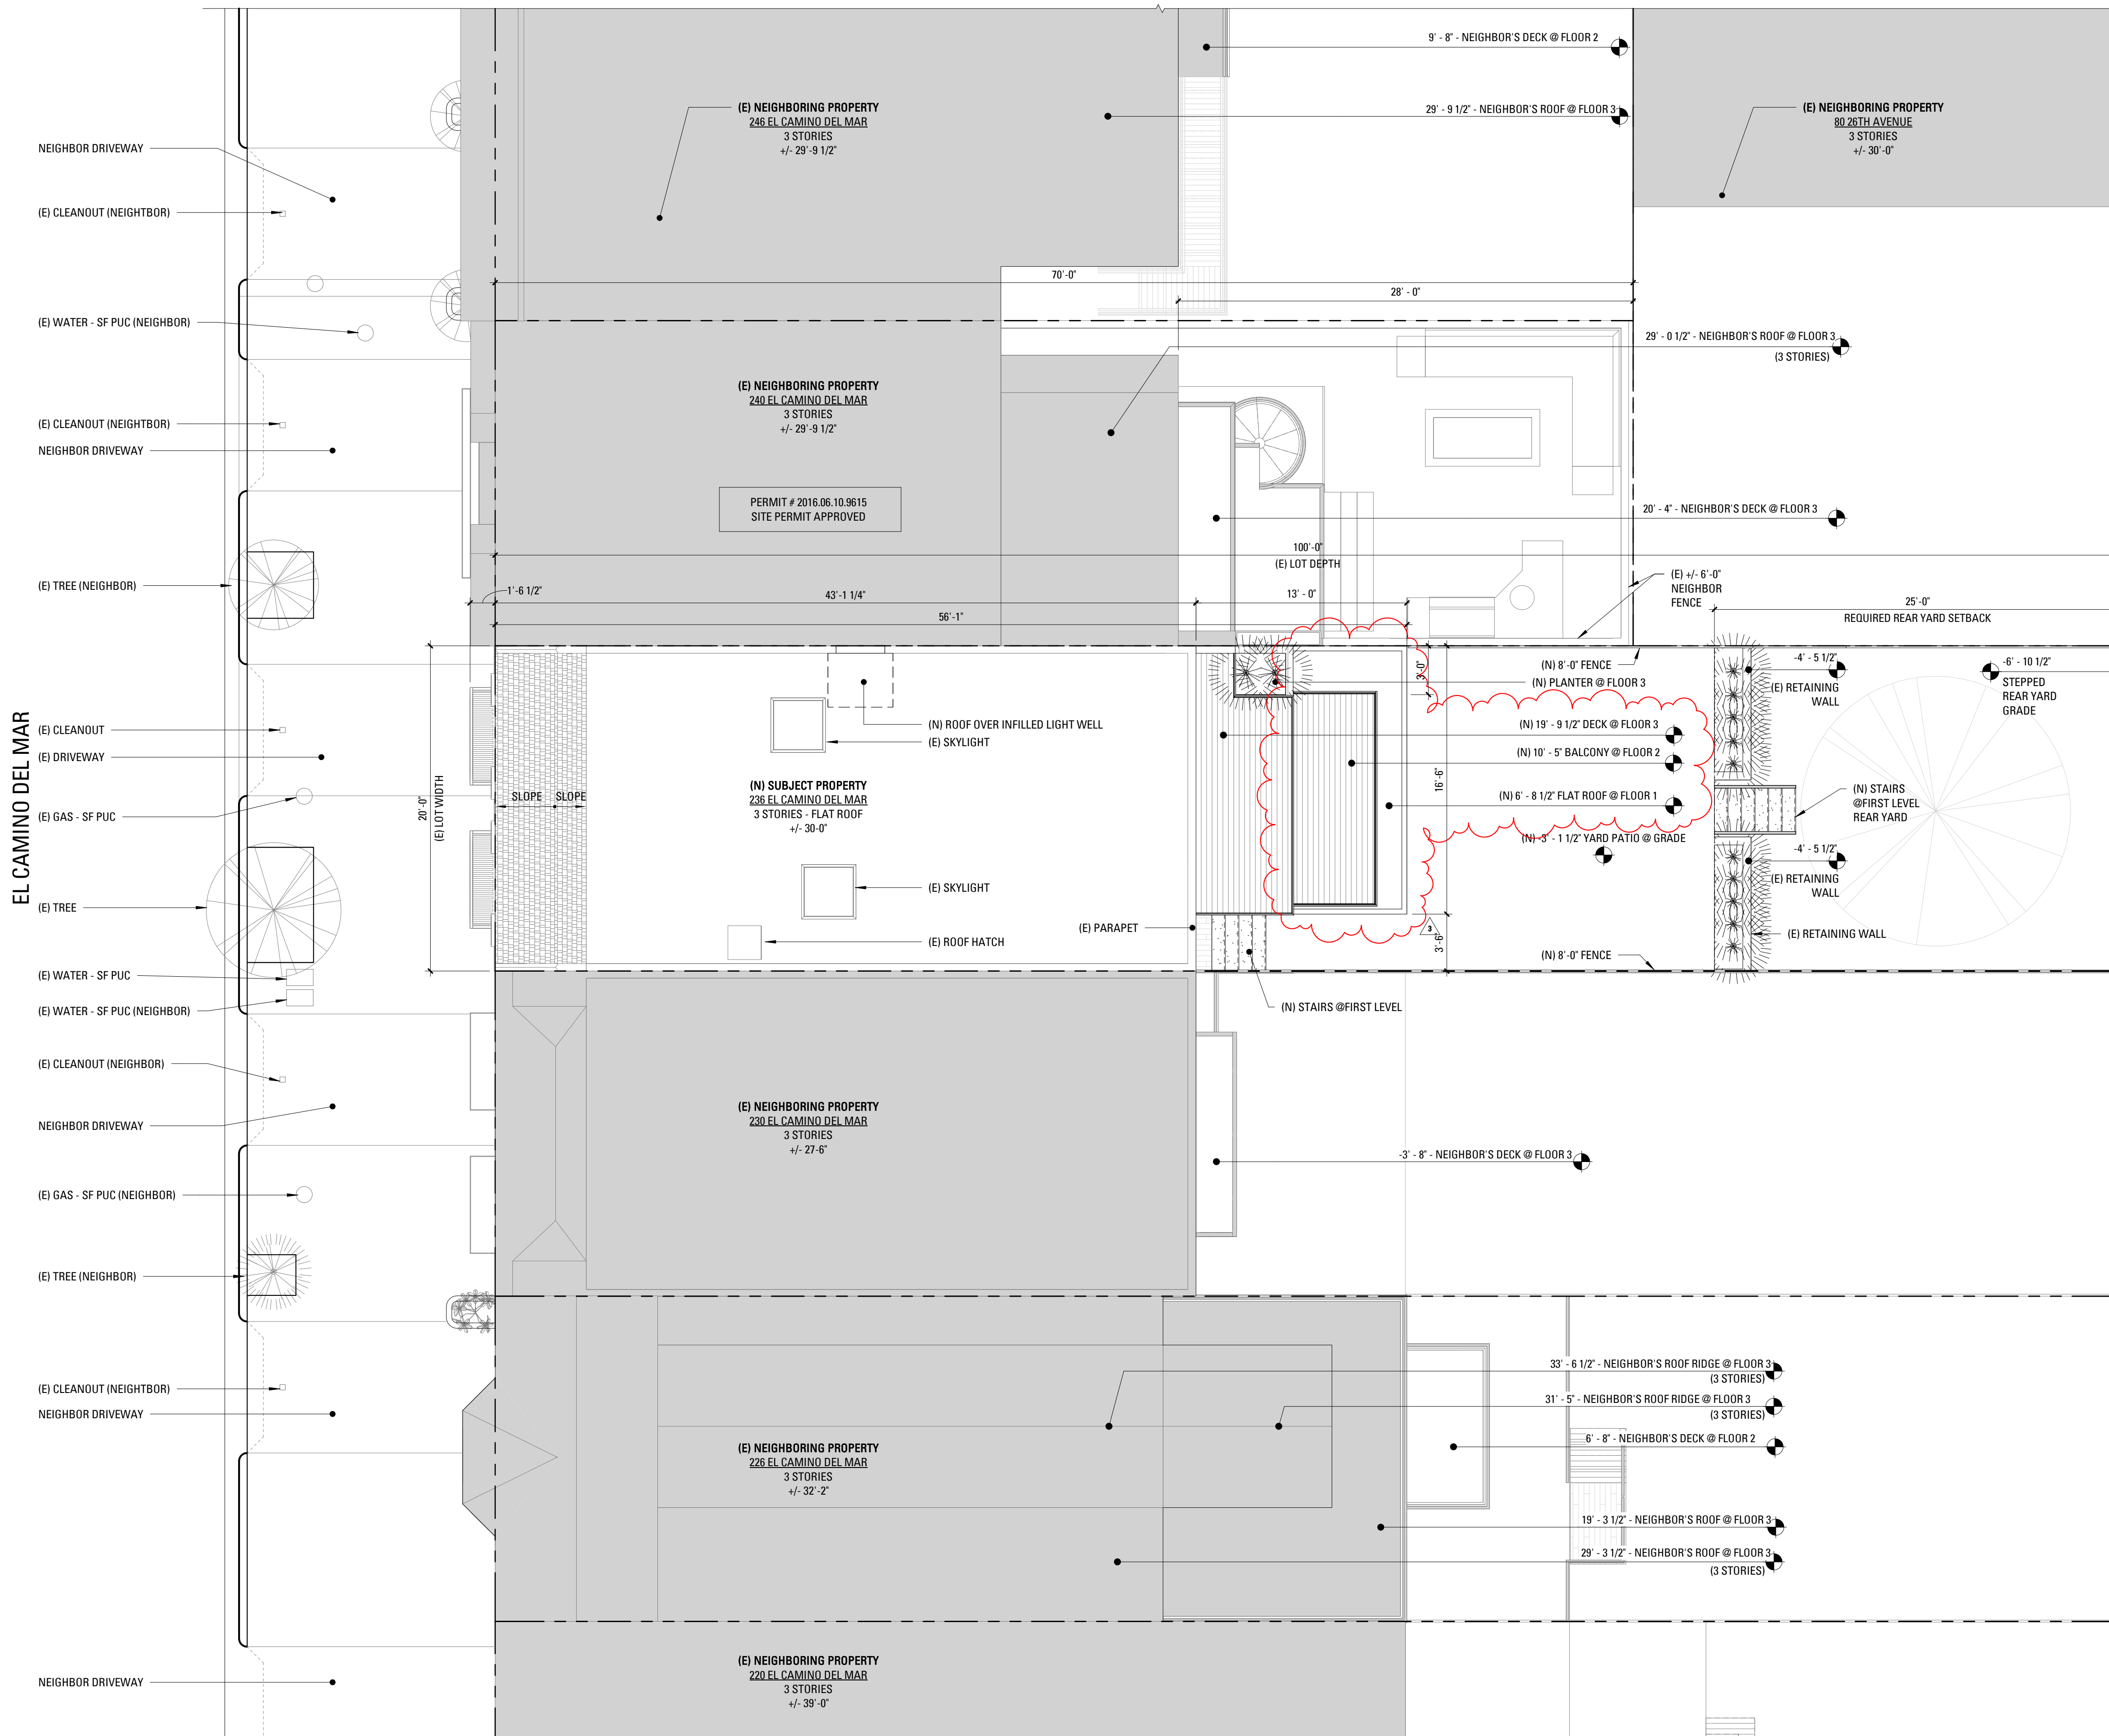 9' - 8" - NEIGHBOR'S DECK @ FLOOR 2
29' - 9 1/2" - NEIGHBOR'S ROOF @ FLOOR 3
(E) NEIGHBORING PROPERTY
246 EL CAMINO DEL MAR
3 STORIES
+/- 29'-9 1/2"
(E) NEIGHBORING PROPERTY
80 26TH AVENUE
3 STORIES
+/- 30'-0"
NEIGHBOR DRIVEWAY
(E) CLEANOUT (NEIGHTBOR)
70'-0"
28' - 0"
(E) WATER - SF PUC (NEIGHBOR)
29' - 0 1/2" - NEIGHBOR'S ROOF @ FLOOR 3
(3 STORIES)
(E) NEIGHBORING PROPERTY
240 EL CAMINO DEL MAR
3 STORIES
+/- 29'-9 1/2"
(E) CLEANOUT (NEIGHTBOR)
NEIGHBOR DRIVEWAY
PERMIT # 2016.06.10.9615
SITE PERMIT APPROVED
20' - 4" - NEIGHBOR'S DECK @ FLOOR 3
100'-0"
(E) LOT DEPTH
(E) TREE (NEIGHBOR)
(E) +/- 6'-0"
NEIGHBOR
FENCE
1'-6 1/2"
43'-1 1/4"
13' - 0"
56'-1"
25'-0"
REQUIRED REAR YARD SETBACK
3'-0"
(N) 8'-0" FENCE
(N) PLANTER @ FLOOR 3
-4' - 5 1/2"
(E) RETAINING
WALL
-6' - 10 1/2"
STEPPED
REAR YARD
GRADE
(N) ROOF OVER INFILLED LIGHT WELL
(E) SKYLIGHT
(N) 19' - 9 1/2" DECK @ FLOOR 3
(N) 10' - 5" BALCONY @ FLOOR 2
(N) 6' - 8 1/2" FLAT ROOF @ FLOOR 1
(N) -3' - 1 1/2" YARD PATIO @ GRADE
16'-6"
EL CAMINO DEL MAR
(E) CLEANOUT
(E) DRIVEWAY
(E) GAS - SF PUC
20'-0"
(E) LOT WIDTH
SLOPE
SLOPE
(N) SUBJECT PROPERTY
236 EL CAMINO DEL MAR
3 STORIES - FLAT ROOF
+/- 30-0"
(N) STAIRS
@FIRST LEVEL
REAR YARD
-4' - 5 1/2"
(E) RETAINING
WALL
(E) SKYLIGHT
(E) TREE
(E) PARAPET
3
3'-6"
(E) RETAINING WALL
(E) ROOF HATCH
(N) 8'-0" FENCE
(E) WATER - SF PUC
(E) WATER - SF PUC (NEIGHBOR)
(N) STAIRS @FIRST LEVEL
(E) CLEANOUT (NEIGHBOR)
NEIGHBOR DRIVEWAY
(E) NEIGHBORING PROPERTY
230 EL CAMINO DEL MAR
3 STORIES
+/- 27-6"
-3' - 8" - NEIGHBOR'S DECK @ FLOOR 3
(E) GAS - SF PUC (NEIGHBOR)
(E) TREE (NEIGHBOR)
33' - 6 1/2" - NEIGHBOR'S ROOF RIDGE @ FLOOR 3
(3 STORIES)
31' - 5" - NEIGHBOR'S ROOF RIDGE @ FLOOR 3
(3 STORIES)
(E) CLEANOUT (NEIGHTBOR)
NEIGHBOR DRIVEWAY
6' - 8" - NEIGHBOR'S DECK @ FLOOR 2
(E) NEIGHBORING PROPERTY
226 EL CAMINO DEL MAR
3 STORIES
+/- 32'-2"
19' - 3 1/2" - NEIGHBOR'S ROOF @ FLOOR 3
29' - 3 1/2" - NEIGHBOR'S ROOF @ FLOOR 3
(3 STORIES)
(E) NEIGHBORING PROPERTY
220 EL CAMINO DEL MAR
3 STORIES
+/- 39'-0"
NEIGHBOR DRIVEWAY